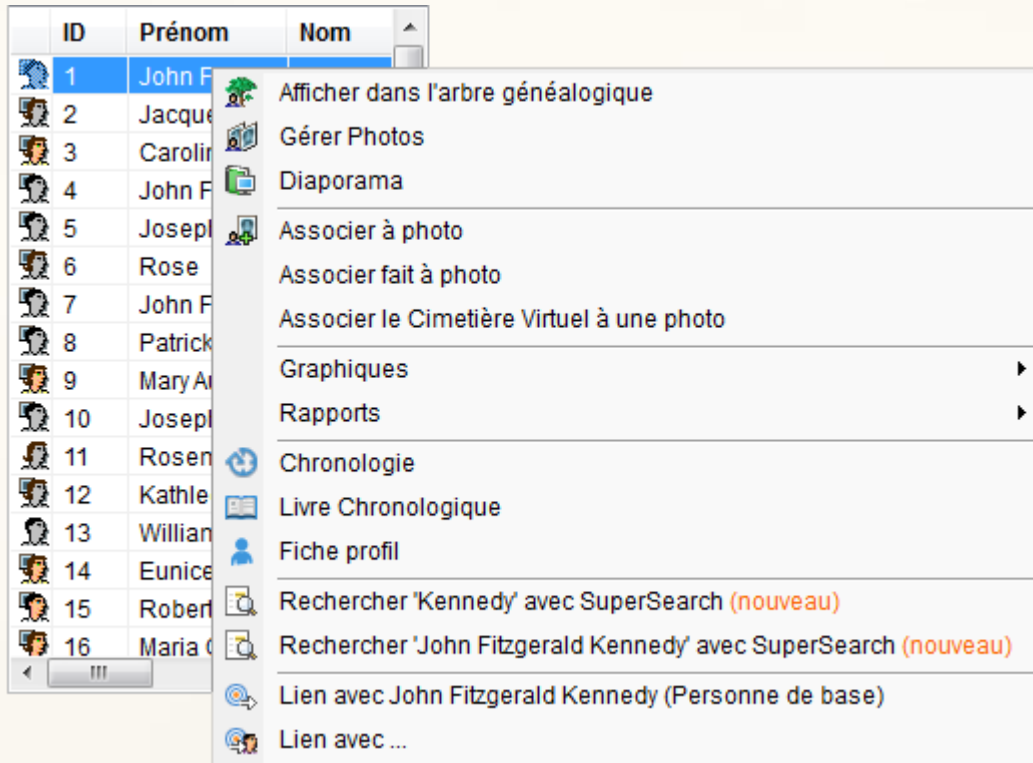 ID Prénom Nom
1 John F
2 Jacque
3 Carolin
4 John F
5 Josep
6 Rose
7 John F
8 Patrick
9 Mary A
10 Josep
11 Rosem
12 Kathle
13 William
14 Eunice
15 Robert
16 Maria
Afficher dans l'arbre généalogique
Gérer Photos
Diaporama
Associer à photo
Associer fait à photo
Associer le Cimetière Virtuel à une photo
Graphiques
Rapports
Chronologie
Livre Chronologique
Fiche profil
Rechercher 'Kennedy' avec SuperSearch (nouveau)
Rechercher 'John Fitzgerald Kennedy' avec SuperSearch (nouveau)
Lien avec John Fitzgerald Kennedy (Personne de base)
Lien avec ...